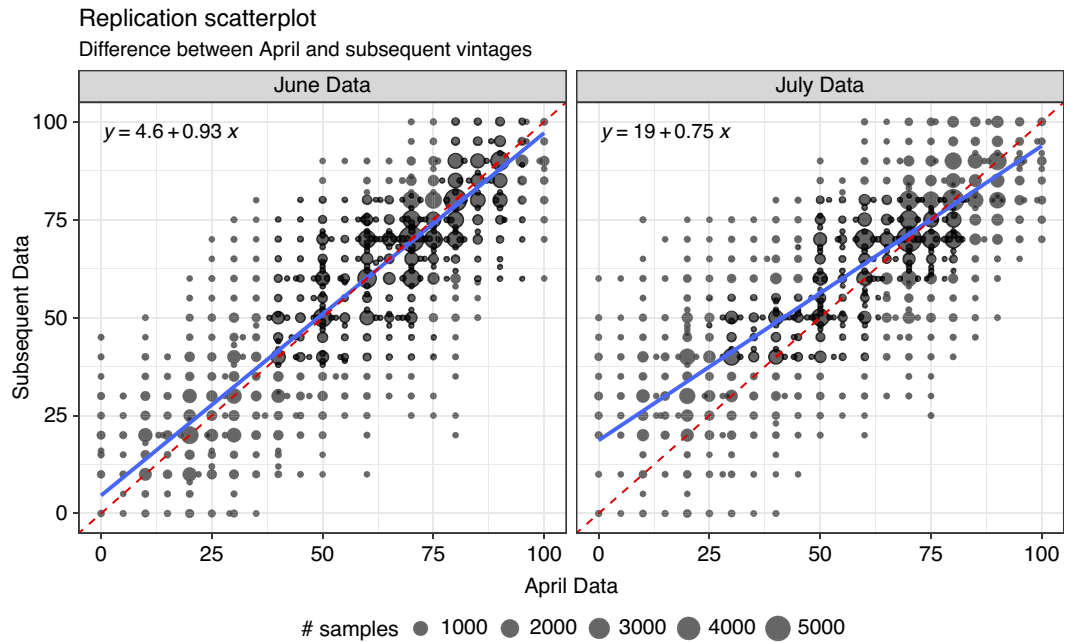 Replication scatterplot
Difference between April and subsequent vintages
June Data
July Data
y = 4.6 + 0.93 x
y = 19 + 0.75 x
Subsequent Data
100
75
50
25
0
0 25 50 75 100
0 25 50 75 100
April Data
# samples 1000 2000 3000 4000 5000